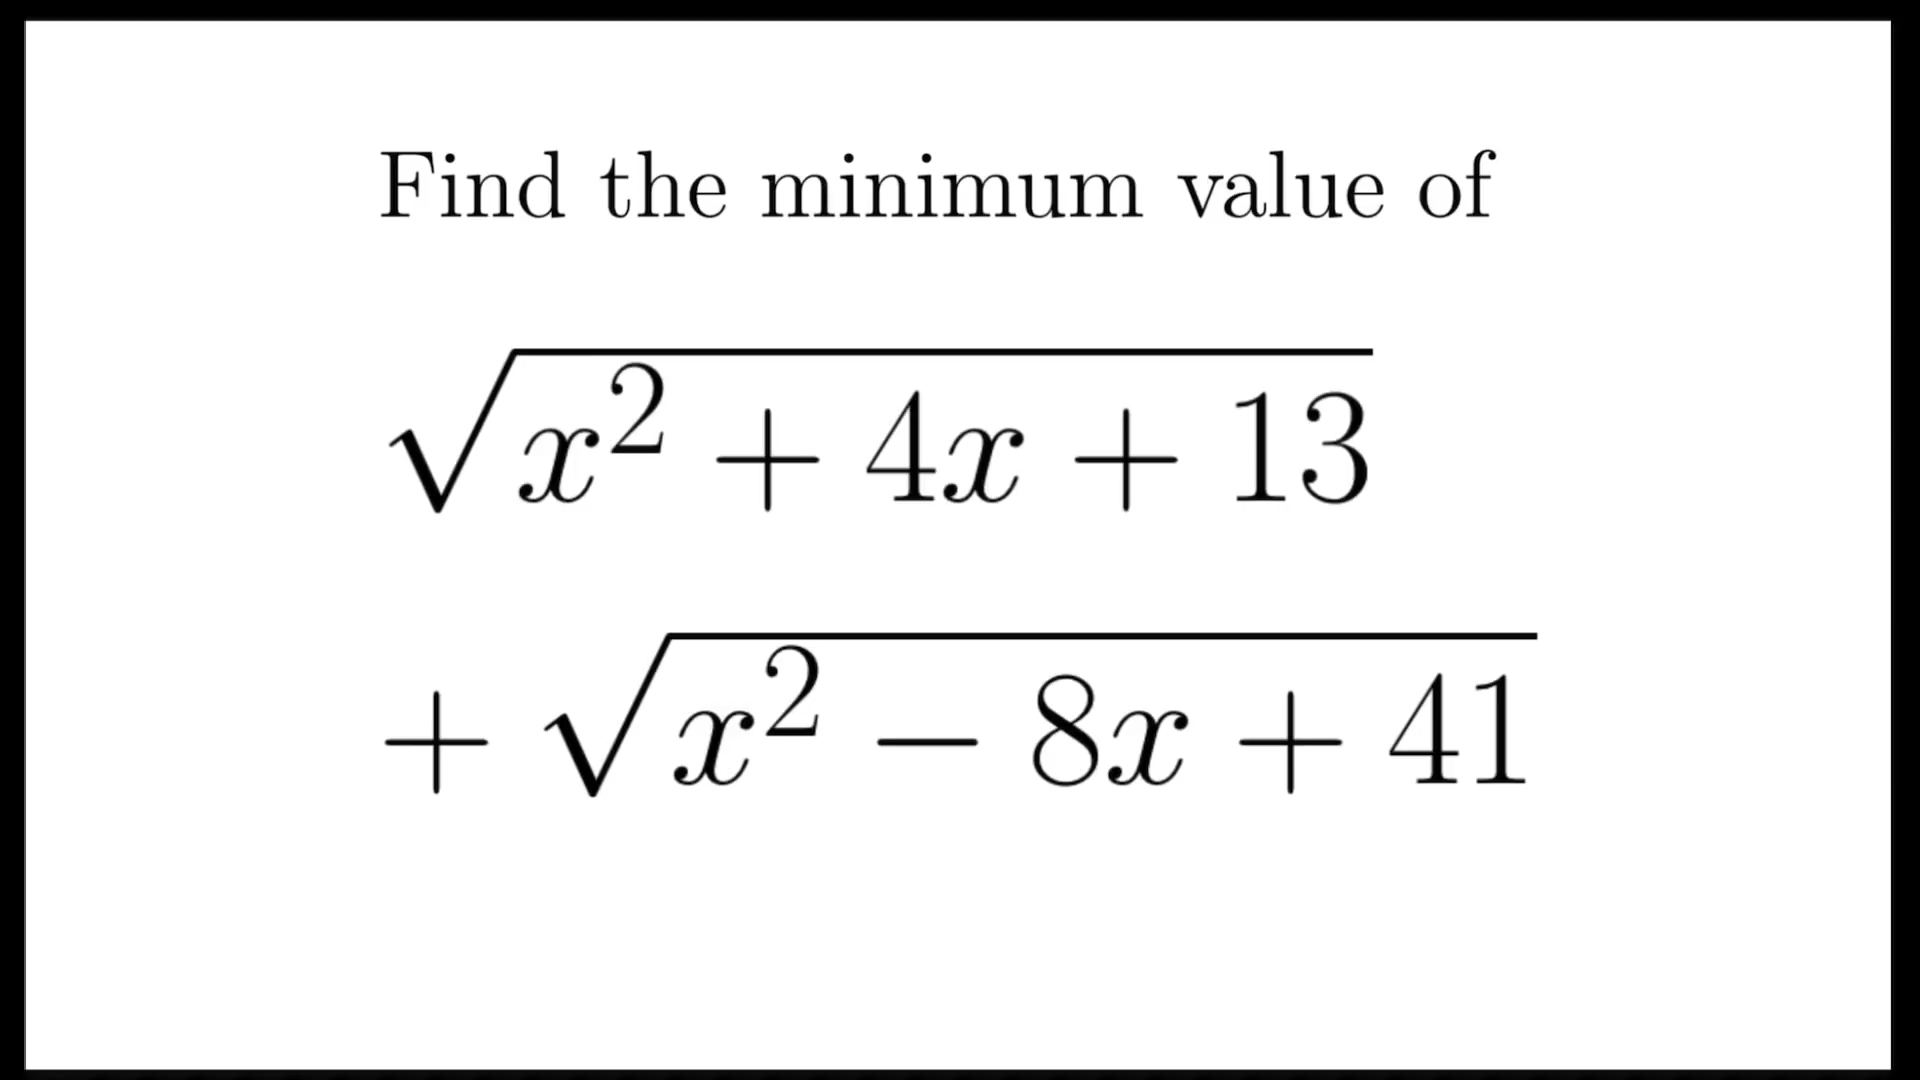 Find the minimum value of
√(x² + 4x + 13)
+ √(x² − 8x + 41)